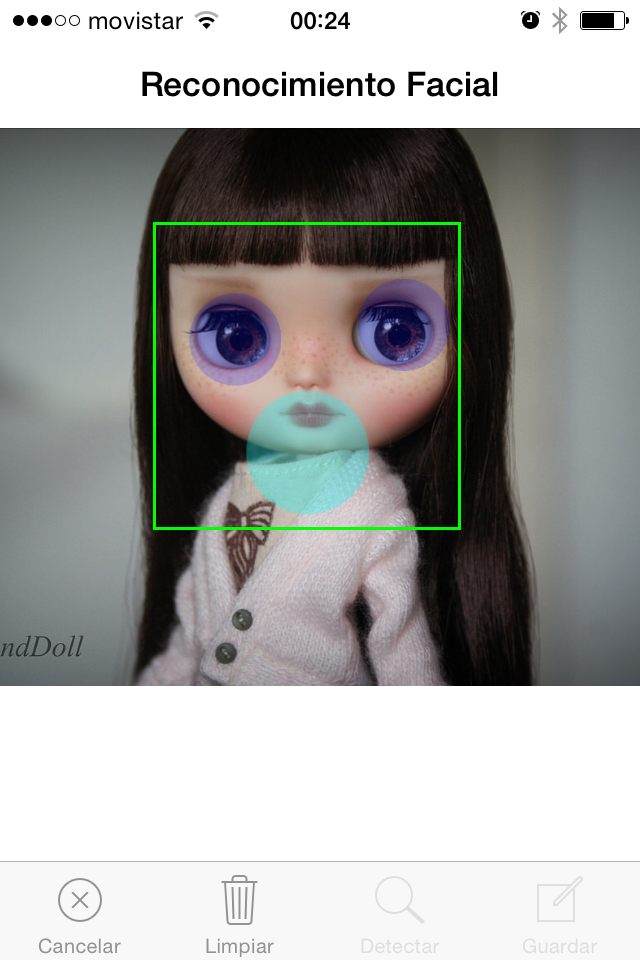 movistar 00:24
Reconocimiento Facial
ndDoll
Cancelar Limpiar Detectar Guardar